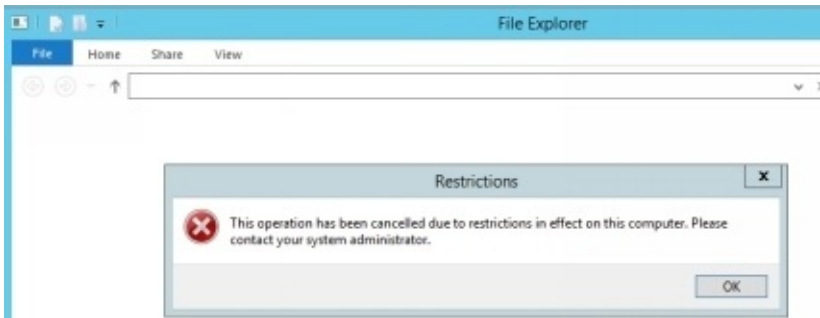 File Explorer
File Home Share View
Restrictions
x
This operation has been cancelled due to restrictions in effect on this computer. Please
contact your system administrator.
OK